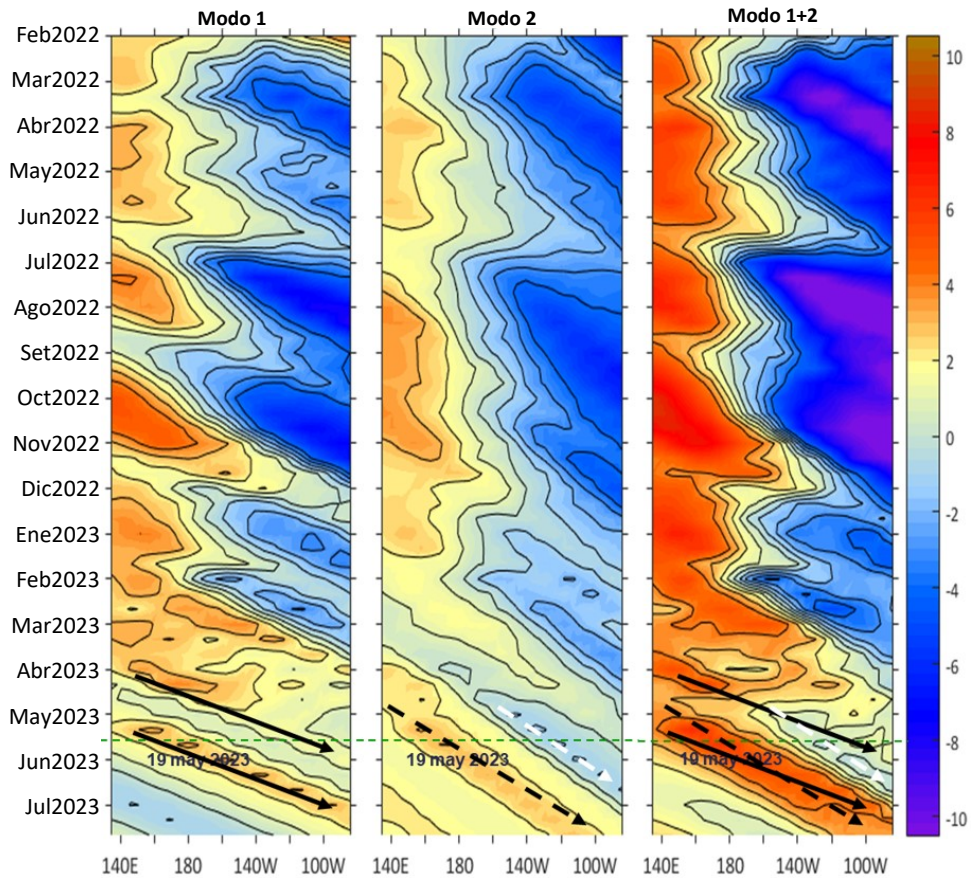 Modo 1
Modo 2
Modo 1+2
Feb2022
Mar2022
Abr2022
May2022
Jun2022
Jul2022
Ago2022
Set2022
Oct2022
Nov2022
Dic2022
Ene2023
Feb2023
Mar2023
Abr2023
May2023
Jun2023
Jul2023
19 may 2023
19 may 2023
19 may 2023
140E 180 140W 100W
140E 180 140W 100W
140E 180 140W 100W
10
8
6
4
2
0
-2
-4
-6
-8
-10